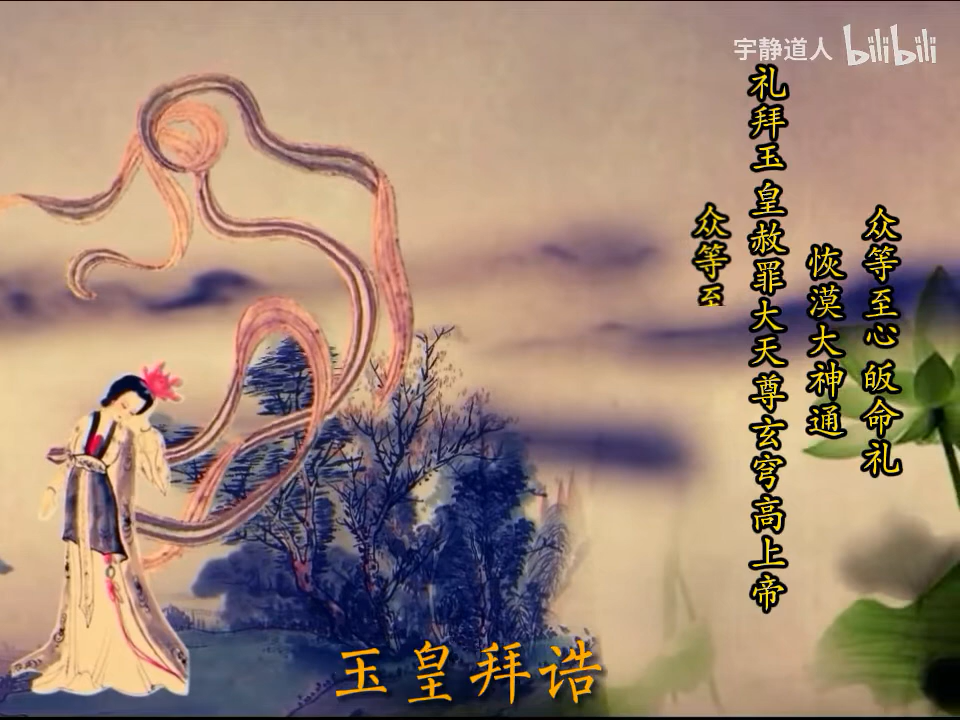 宇静道人 bilibili
众等至心皈命礼
恢漠大神通
礼拜玉皇赦罪大天尊玄穹高上帝
众等至
玉皇拜诰